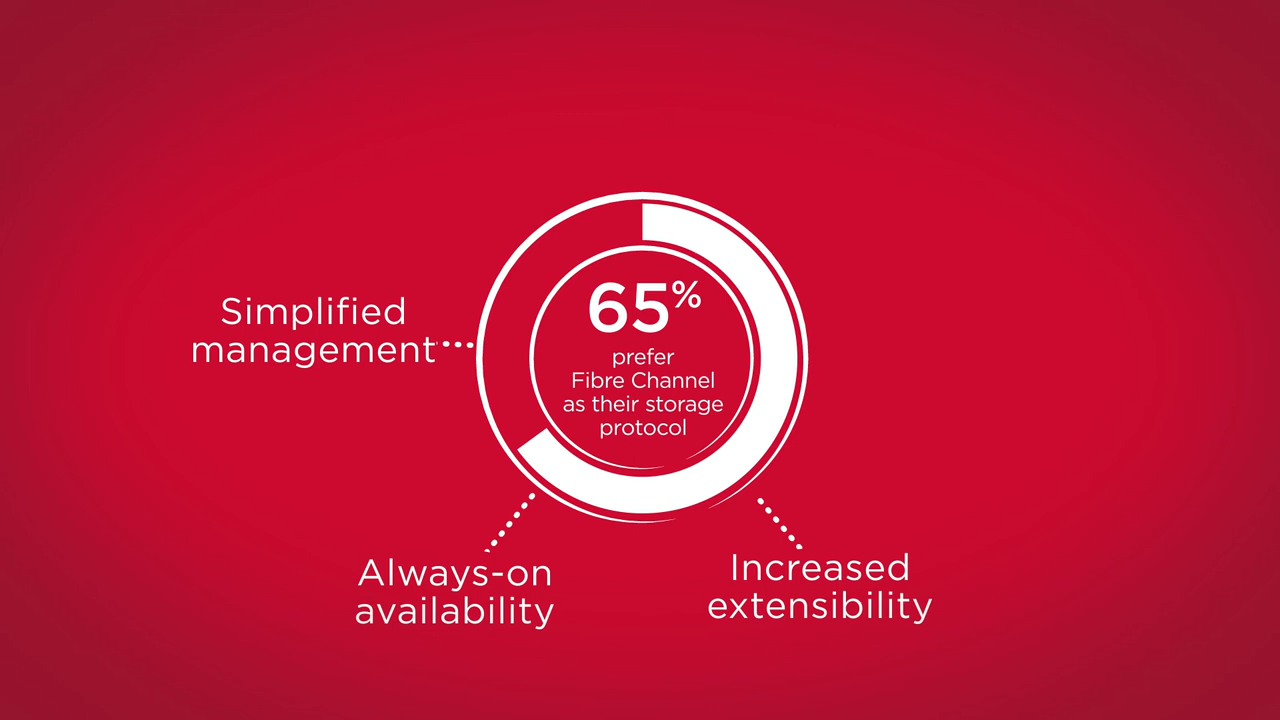 65%
prefer
Fibre Channel
as their storage
protocol
Simplified
management
Always-on
availability
Increased
extensibility